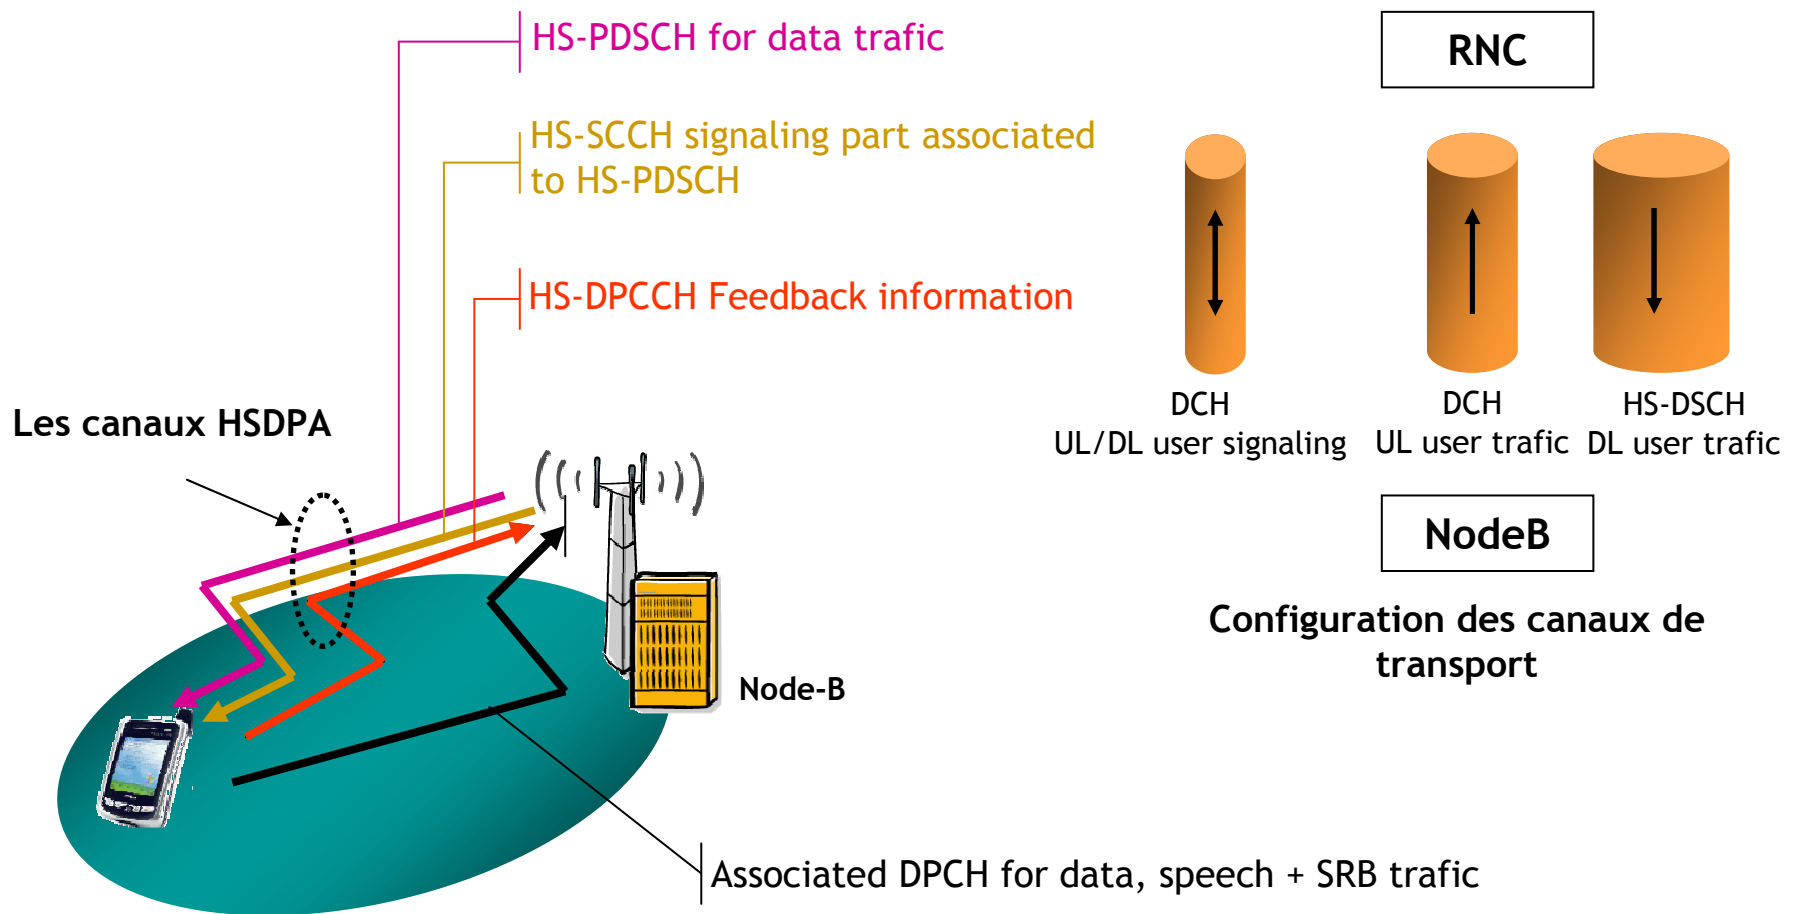 HS-PDSCH for data trafic
HS-SCCH signaling part associated
to HS-PDSCH
HS-DPCCH Feedback information
Les canaux HSDPA
Node-B
Associated DPCH for data, speech + SRB trafic
RNC
DCH
UL/DL user signaling
DCH
UL user trafic
HS-DSCH
DL user trafic
NodeB
Configuration des canaux de
transport